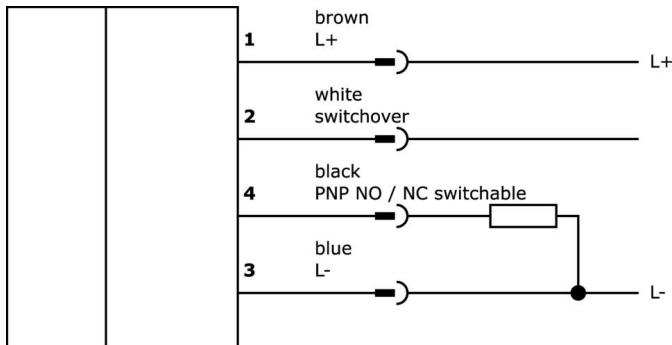 brown
1 L+
L+
white
2 switchover
black
4 PNP NO / NC switchable
blue
3 L-
L-